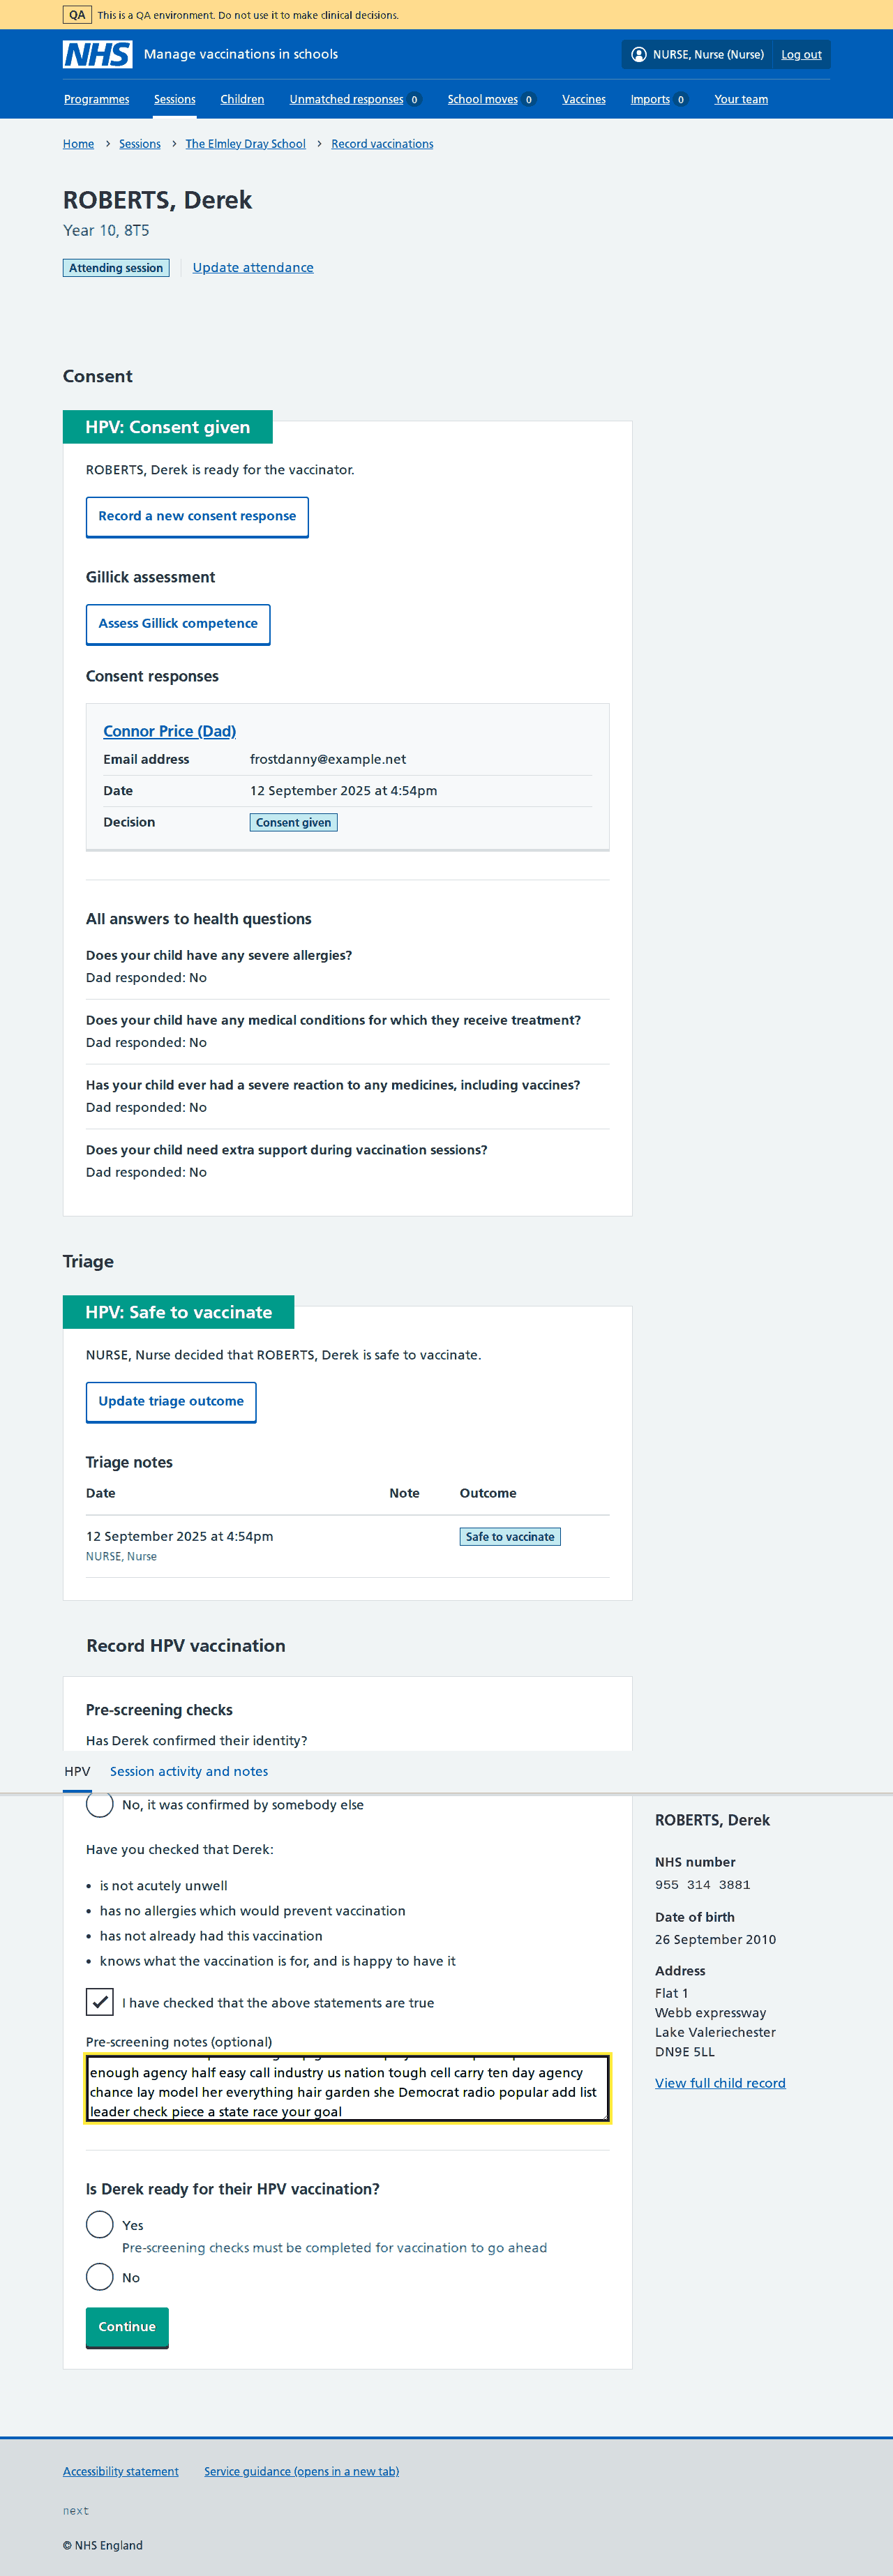 QA This is a QA environment. Do not use it to make clinical decisions.
NHS Manage vaccinations in schools NURSE, Nurse (Nurse) Log out
Programmes Sessions Children Unmatched responses 0 School moves 0 Vaccines Imports 0 Your team
Home Sessions The Elmley Dray School Record vaccinations
ROBERTS, Derek
Year 10, 8T5
Attending session Update attendance
Consent
HPV: Consent given
ROBERTS, Derek is ready for the vaccinator.
Record a new consent response
Gillick assessment
Assess Gillick competence
Consent responses
Connor Price (Dad)
Email address frostdanny@example.net
Date 12 September 2025 at 4:54pm
Decision Consent given
All answers to health questions
Does your child have any severe allergies?
Dad responded: No
Does your child have any medical conditions for which they receive treatment?
Dad responded: No
Has your child ever had a severe reaction to any medicines, including vaccines?
Dad responded: No
Does your child need extra support during vaccination sessions?
Dad responded: No
Triage
HPV: Safe to vaccinate
NURSE, Nurse decided that ROBERTS, Derek is safe to vaccinate.
Update triage outcome
Triage notes
Date Note Outcome
12 September 2025 at 4:54pm Safe to vaccinate
NURSE, Nurse
Record HPV vaccination
Pre-screening checks
Has Derek confirmed their identity?
HPV Session activity and notes
No, it was confirmed by somebody else
Have you checked that Derek:
• is not acutely unwell
• has no allergies which would prevent vaccination
• has not already had this vaccination
• knows what the vaccination is for, and is happy to have it
I have checked that the above statements are true
Pre-screening notes (optional)
enough agency half easy call industry us nation tough cell carry ten day agency
chance lay model her everything hair garden she Democrat radio popular add list
leader check piece a state race your goal
Is Derek ready for their HPV vaccination?
Yes
Pre-screening checks must be completed for vaccination to go ahead
No
Continue
ROBERTS, Derek
NHS number
955 314 3881
Date of birth
26 September 2010
Address
Flat 1
Webb expressway
Lake Valeriechester
DN9E 5LL
View full child record
Accessibility statement Service guidance (opens in a new tab)
next
© NHS England